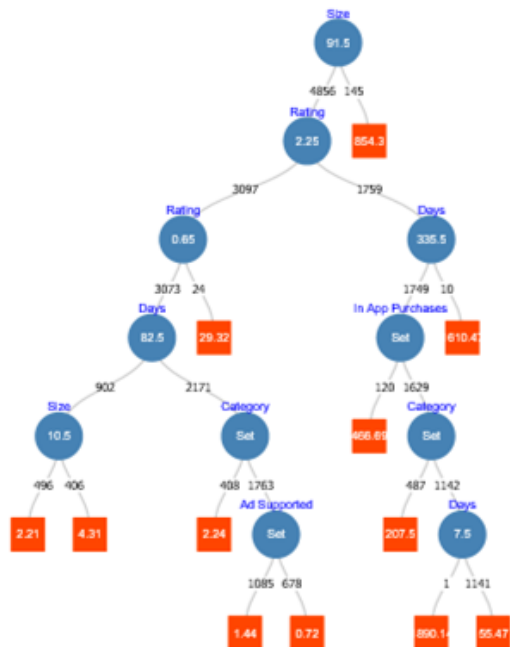 Size
91.5
4856 145
Rating
2.25
854.3
3097 1759
Rating
0.65
Days
335.5
3073 24
1749 10
Days
82.5
29.32
In App Purchases
Set
610.47
902 2171
120 1629
Size
10.5
Category
Set
466.69
Category
Set
496 406
408 1763
487 1142
2.21
4.31
2.24
Ad Supported
Set
207.5
Days
7.5
1085 678
1 1141
1.44
0.72
890.14
55.47